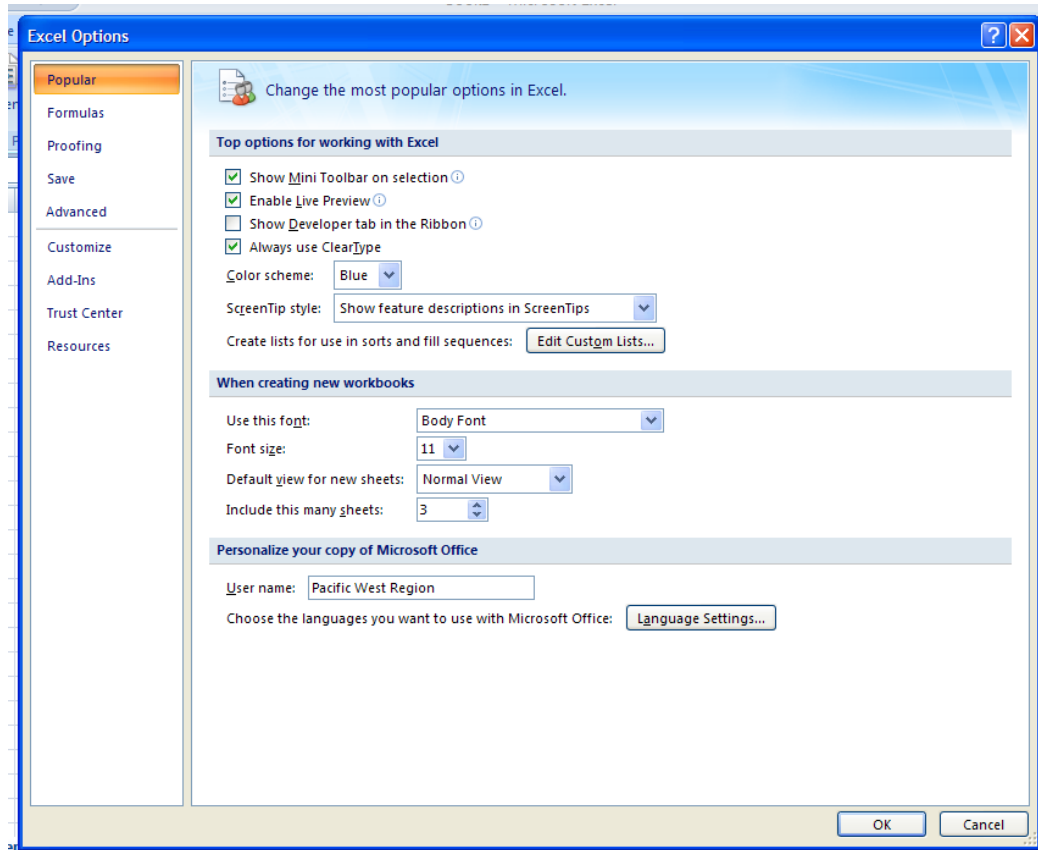 Excel Options
Popular
Formulas
Proofing
Save
Advanced
Customize
Add-Ins
Trust Center
Resources
Change the most popular options in Excel.
Top options for working with Excel
Show Mini Toolbar on selection
Enable Live Preview
Show Developer tab in the Ribbon
Always use ClearType
Color scheme: Blue
ScreenTip style: Show feature descriptions in ScreenTips
Create lists for use in sorts and fill sequences: Edit Custom Lists...
When creating new workbooks
Use this font: Body Font
Font size: 11
Default view for new sheets: Normal View
Include this many sheets: 3
Personalize your copy of Microsoft Office
User name: Pacific West Region
Choose the languages you want to use with Microsoft Office: Language Settings...
OK Cancel